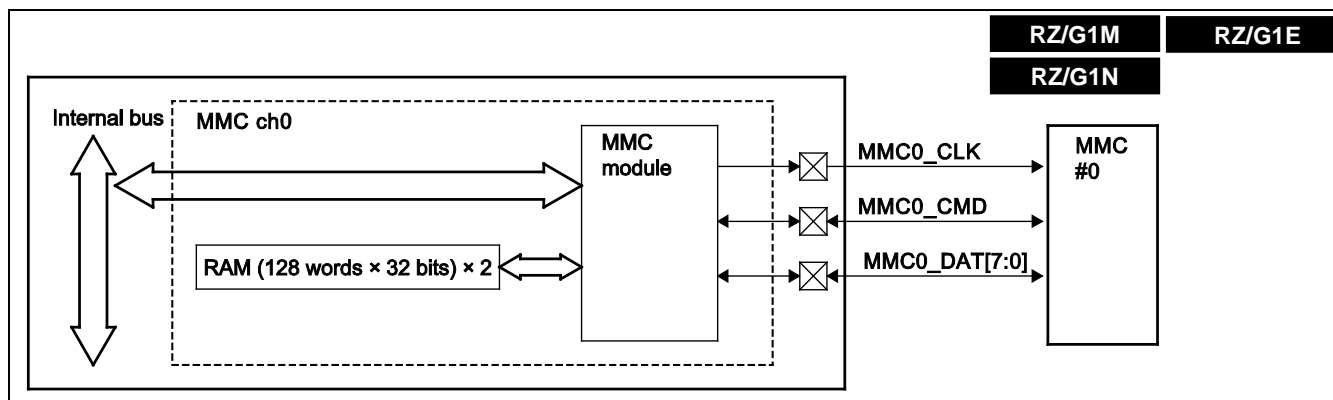 RZ/G1M
RZ/G1E
RZ/G1N
Internal bus
MMC ch0
MMC
module
RAM (128 words × 32 bits) × 2
MMC0_CLK
MMC0_CMD
MMC0_DAT[7:0]
MMC
#0